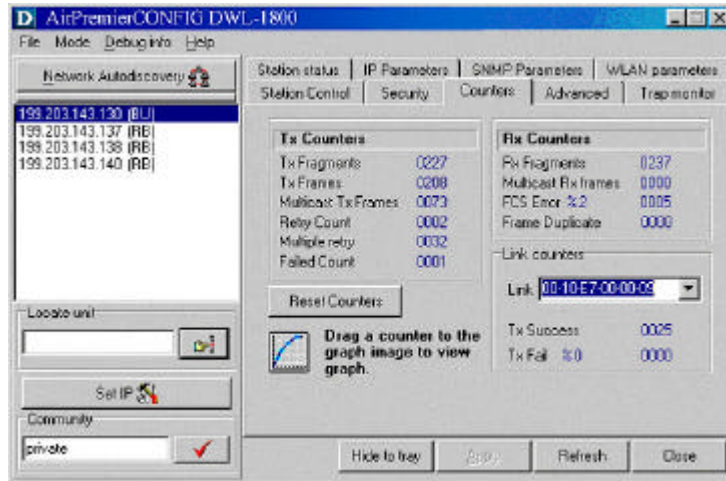 AirPremierCONFIG DWL-1800
File Mode Debug info Help
Network Autodiscovery
199.203.143.130 (BU)
199.203.143.137 (RB)
199.203.143.138 (RB)
199.203.143.140 (RB)
Locate unit
Set IP
Community
private
Station status IP Parameters SNMP Parameters WLAN parameters
Station Control Security Counters Advanced Trap monitor
Tx Counters
Tx Fragments 0227
Tx Frames 0208
Multicast Tx Frames 0073
Retry Count 0002
Multiple retry 0032
Failed Count 0001
Reset Counters
Drag a counter to the
graph image to view
graph.
Rx Counters
Rx Fragments 0237
Multicast Rx frames 0000
FCS Error %2 0005
Frame Duplicate 0000
Link counters
Link 00-10-E7-00-00-09
Tx Success 0025
Tx Fail %0 0000
Hide to tray Apply Refresh Close